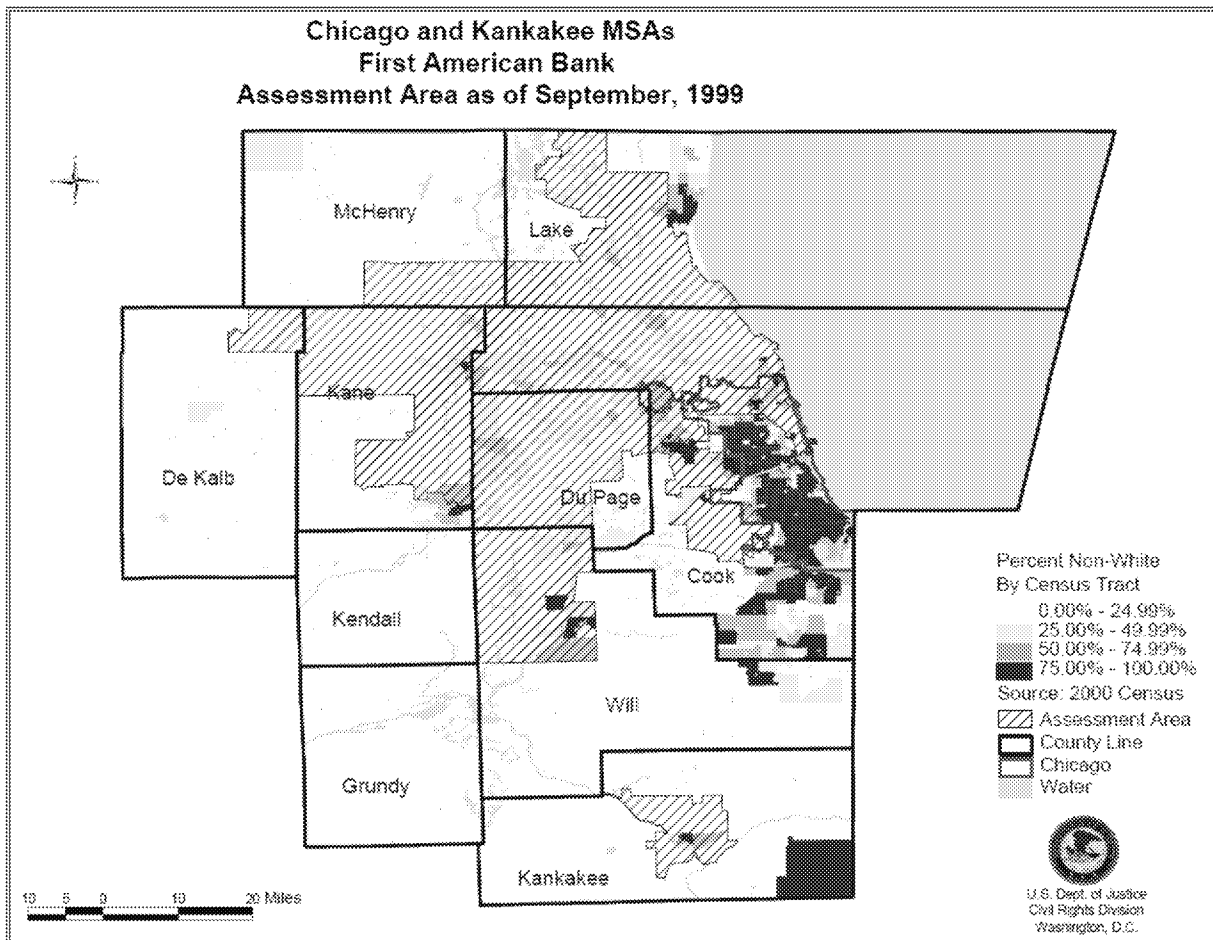 Chicago and Kankakee MSAs
First American Bank
Assessment Area as of September, 1999
McHenry
Lake
Kane
De Kalb
Du Page
Cook
Kendall
Will
Grundy
Kankakee
Percent Non-White
By Census Tract
0.00% - 24.99%
25.00% - 49.99%
50.00% - 74.99%
75.00% - 100.00%
Source: 2000 Census
Assessment Area
County Line
Chicago
Water
10 5 0 10 20 Miles
U.S. Dept. of Justice
Civil Rights Division
Washington, D.C.